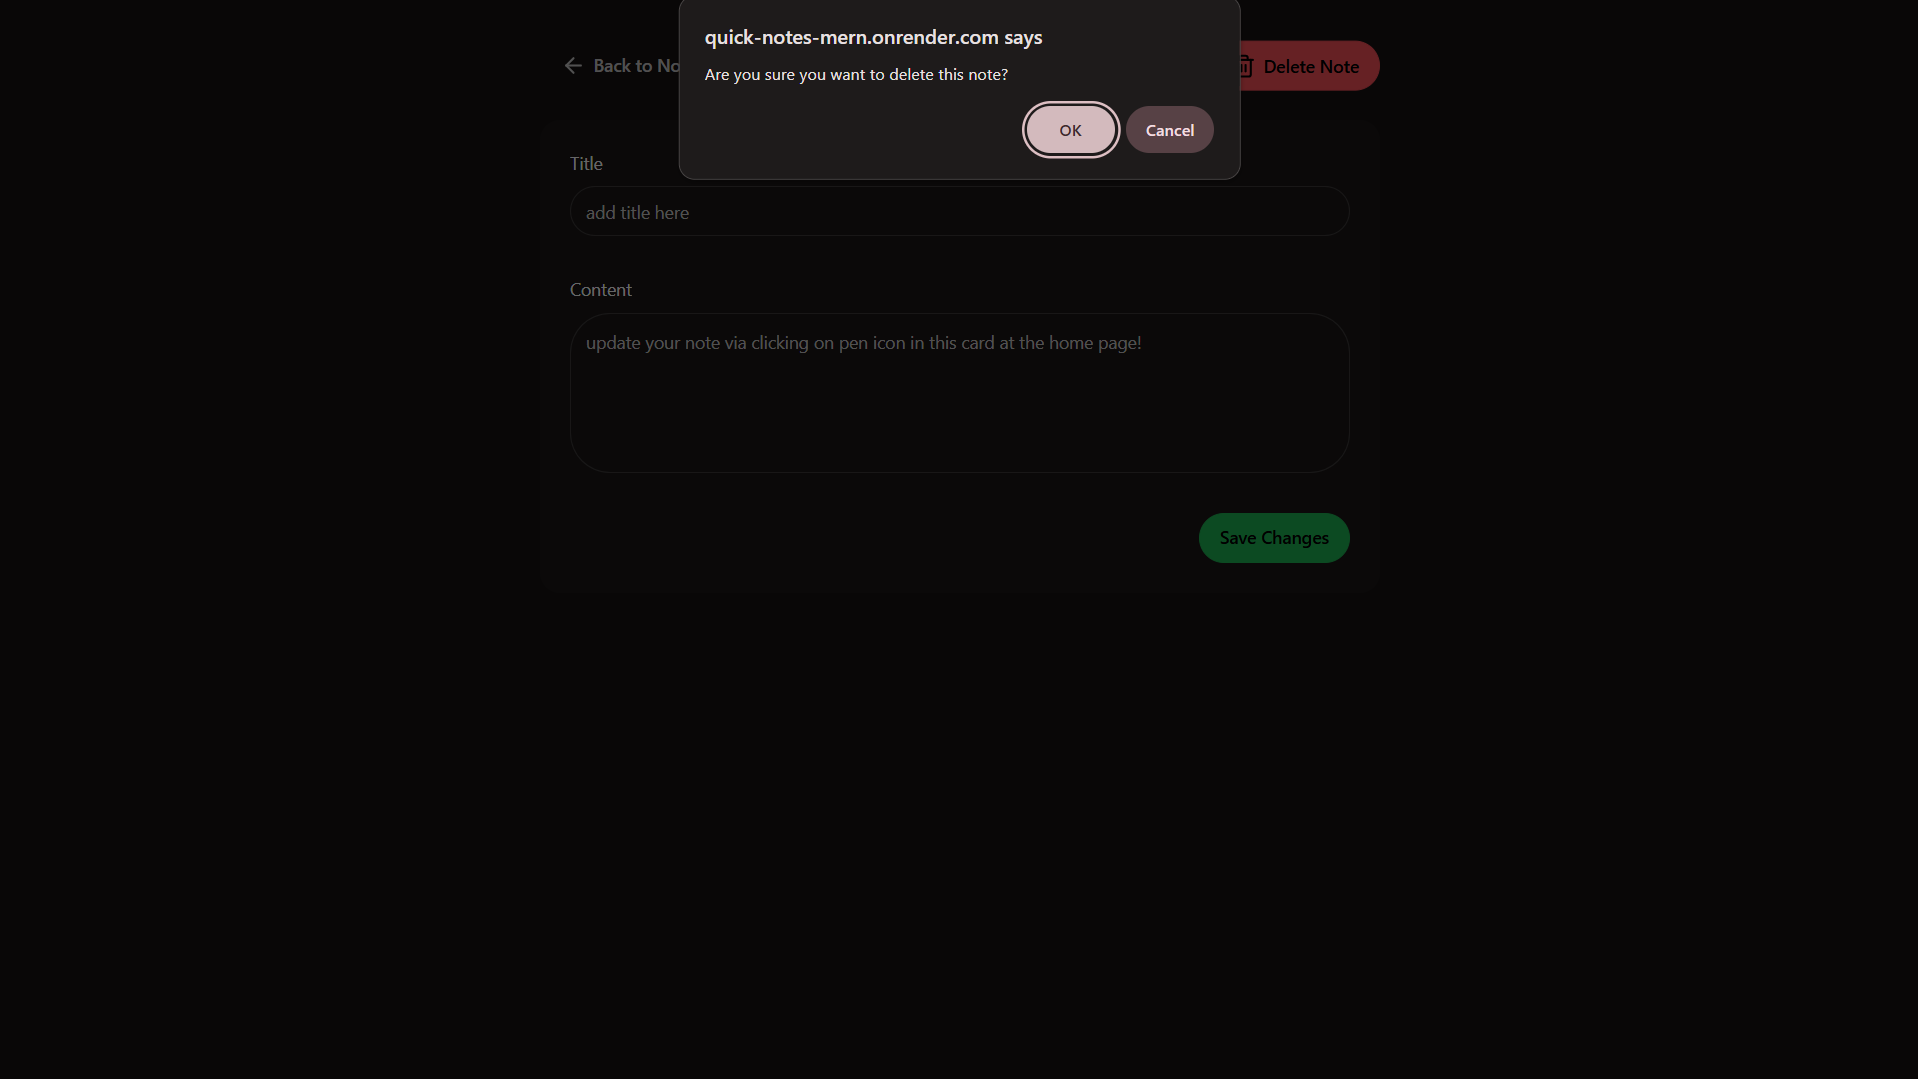 quick-notes-mern.onrender.com says
Are you sure you want to delete this note?
OK
Cancel
Back to No
Delete Note
Title
add title here
Content
update your note via clicking on pen icon in this card at the home page!
Save Changes